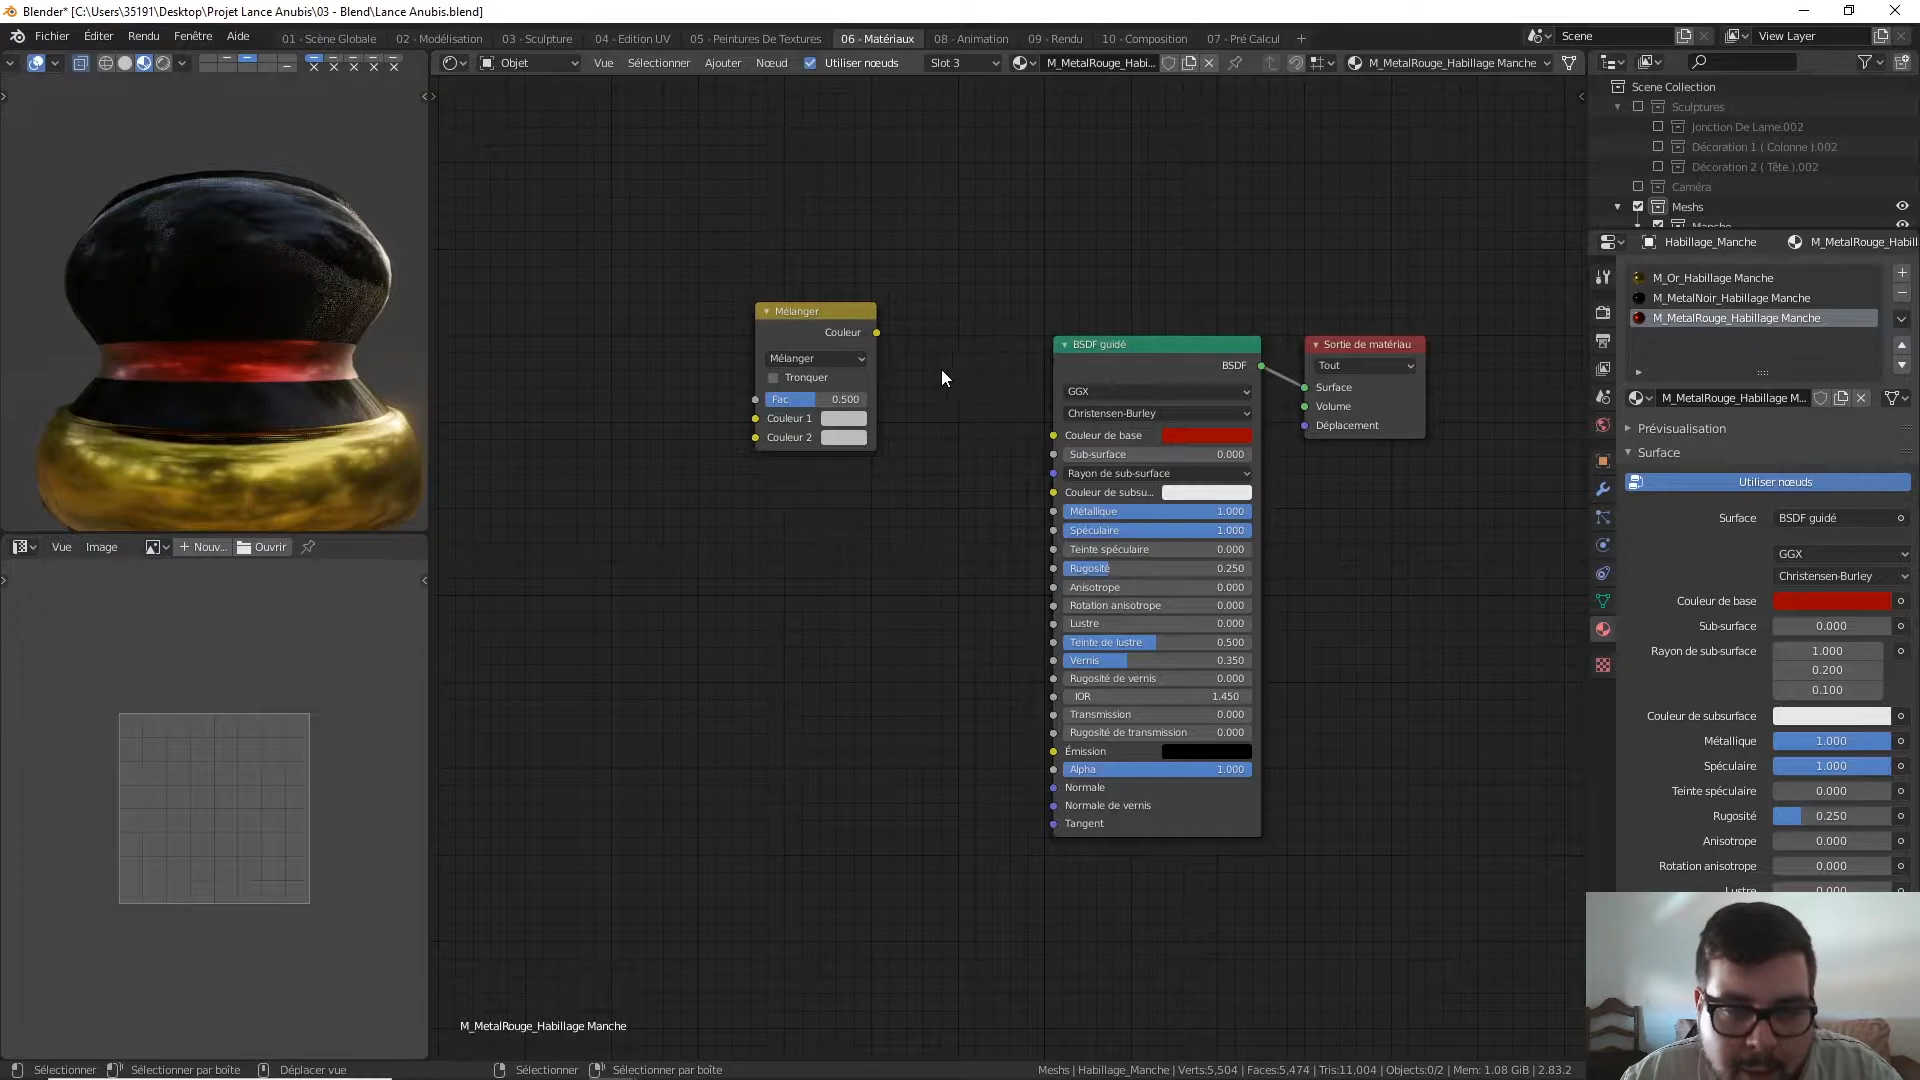 Blender* [C:\Users\35191\Desktop\Projet Lance Anubis\03 - Blend\Lance Anubis.blend]
Fichier Éditer Rendu Fenêtre Aide 01 - Scène Globale 02 - Modélisation 03 - Sculpture 04 - Edition UV 05 - Peintures De Textures 06 - Matériaux 08 - Animation 09 - Rendu 10 - Composition 07 - Pré Calcul + Scene View Layer
Objet Vue Sélectionner Ajouter Nœud Utiliser nœuds Slot 3 M_MetalRouge_Habi... M_MetalRouge_Habillage Manche
Scene Collection
Sculptures
Jonction De Lame.002
Décoration 1 ( Colonne ).002
Décoration 2 ( Tête ).002
Caméra
Meshs
Manche
Habillage_Manche M_MetalRouge_Habill
M_Or_Habillage Manche
M_MetalNoir_Habillage Manche
M_MetalRouge_Habillage Manche
M_MetalRouge_Habillage M...
Prévisualisation
Surface
Utiliser nœuds
Surface BSDF guidé
GGX
Christensen-Burley
Couleur de base
Sub-surface 0.000
Rayon de sub-surface 1.000
0.200
0.100
Couleur de subsurface
Métallique 1.000
Spéculaire 1.000
Teinte spéculaire 0.000
Rugosité 0.250
Anisotrope 0.000
Rotation anisotrope 0.000
Lustre 0.000
Mélanger
Couleur
Mélanger
Tronquer
Fac 0.500
Couleur 1
Couleur 2
BSDF guidé
BSDF
GGX
Christensen-Burley
Couleur de base
Sub-surface 0.000
Rayon de sub-surface
Couleur de subsu...
Métallique 1.000
Spéculaire 1.000
Teinte spéculaire 0.000
Rugosité 0.250
Anisotrope 0.000
Rotation anisotrope 0.000
Lustre 0.000
Teinte de lustre 0.500
Vernis 0.350
Rugosité de vernis 0.000
IOR 1.450
Transmission 0.000
Rugosité de transmission 0.000
Émission
Alpha 1.000
Normale
Normale de vernis
Tangent
Sortie de matériau
Tout
Surface
Volume
Déplacement
Vue Image + Nouv... Ouvrir
M_MetalRouge_Habillage Manche
Sélectionner Sélectionner par boîte Déplacer vue Sélectionner Sélectionner par boîte Meshs | Habillage_Manche | Verts:5,504 | Faces:5,474 | Tris:11,004 | Objects:0/2 | Mem: 1.08 GiB | 2.83.2